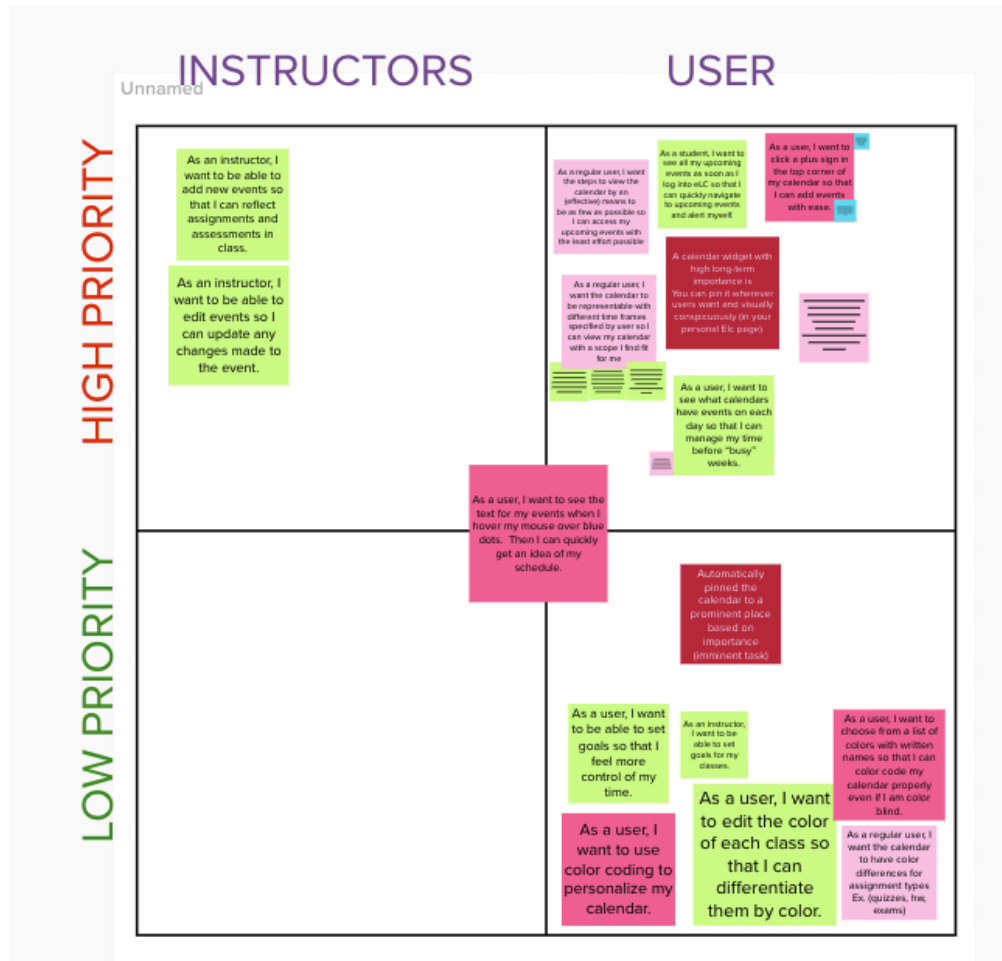 INSTRUCTORS
USER
Unnamed
HIGH PRIORITY
As an instructor, I
want to be able to
add new events so
that I can reflect
assignments and
assessments in
class.
As an instructor, I
want to be able to
edit events so I
can update any
changes made to
the event.
As a regular user, I want
the steps to view the
calendar by an
(effective) means to
be as few as possible so
I can access my
upcoming events with
the least effort possible
As a student, I want to
see all my upcoming
events as soon as I
log into eLC so that I
can quickly navigate
to upcoming events
and alert myself.
As a user, I want to
click a plus sign in
the top corner of
my calendar so that
I can add events
with ease.
A calendar widget with
high long-term
importance is
You can pin it wherever
users want and visually
conspicuously (in your
personal Elc page).
As a regular user, I
want the calendar to
be representable with
different time frames
specified by user so I
can view my calendar
with a scope I find fit
for me
As a user, I want to
see what calendars
have events on each
day so that I can
manage my time
before "busy"
weeks.
As a user, I want to see the
text for my events when I
hover my mouse over blue
dots. Then I can quickly
get an idea of my
schedule.
LOW PRIORITY
Automatically
pinned the
calendar to a
prominent place
based on
importance
(imminent task)
As a user, I want
to be able to set
goals so that I
feel more
control of my
time.
As an instructor,
I want to be
able to set
goals for my
classes.
As a user, I want to
choose from a list of
colors with written
names so that I can
color code my
calendar properly
even if I am color
blind.
As a user, I
want to use
color coding to
personalize my
calendar.
As a user, I want
to edit the color
of each class so
that I can
differentiate
them by color.
As a regular user, I
want the calendar
to have color
differences for
assignment types
Ex. (quizzes, hw,
exams)